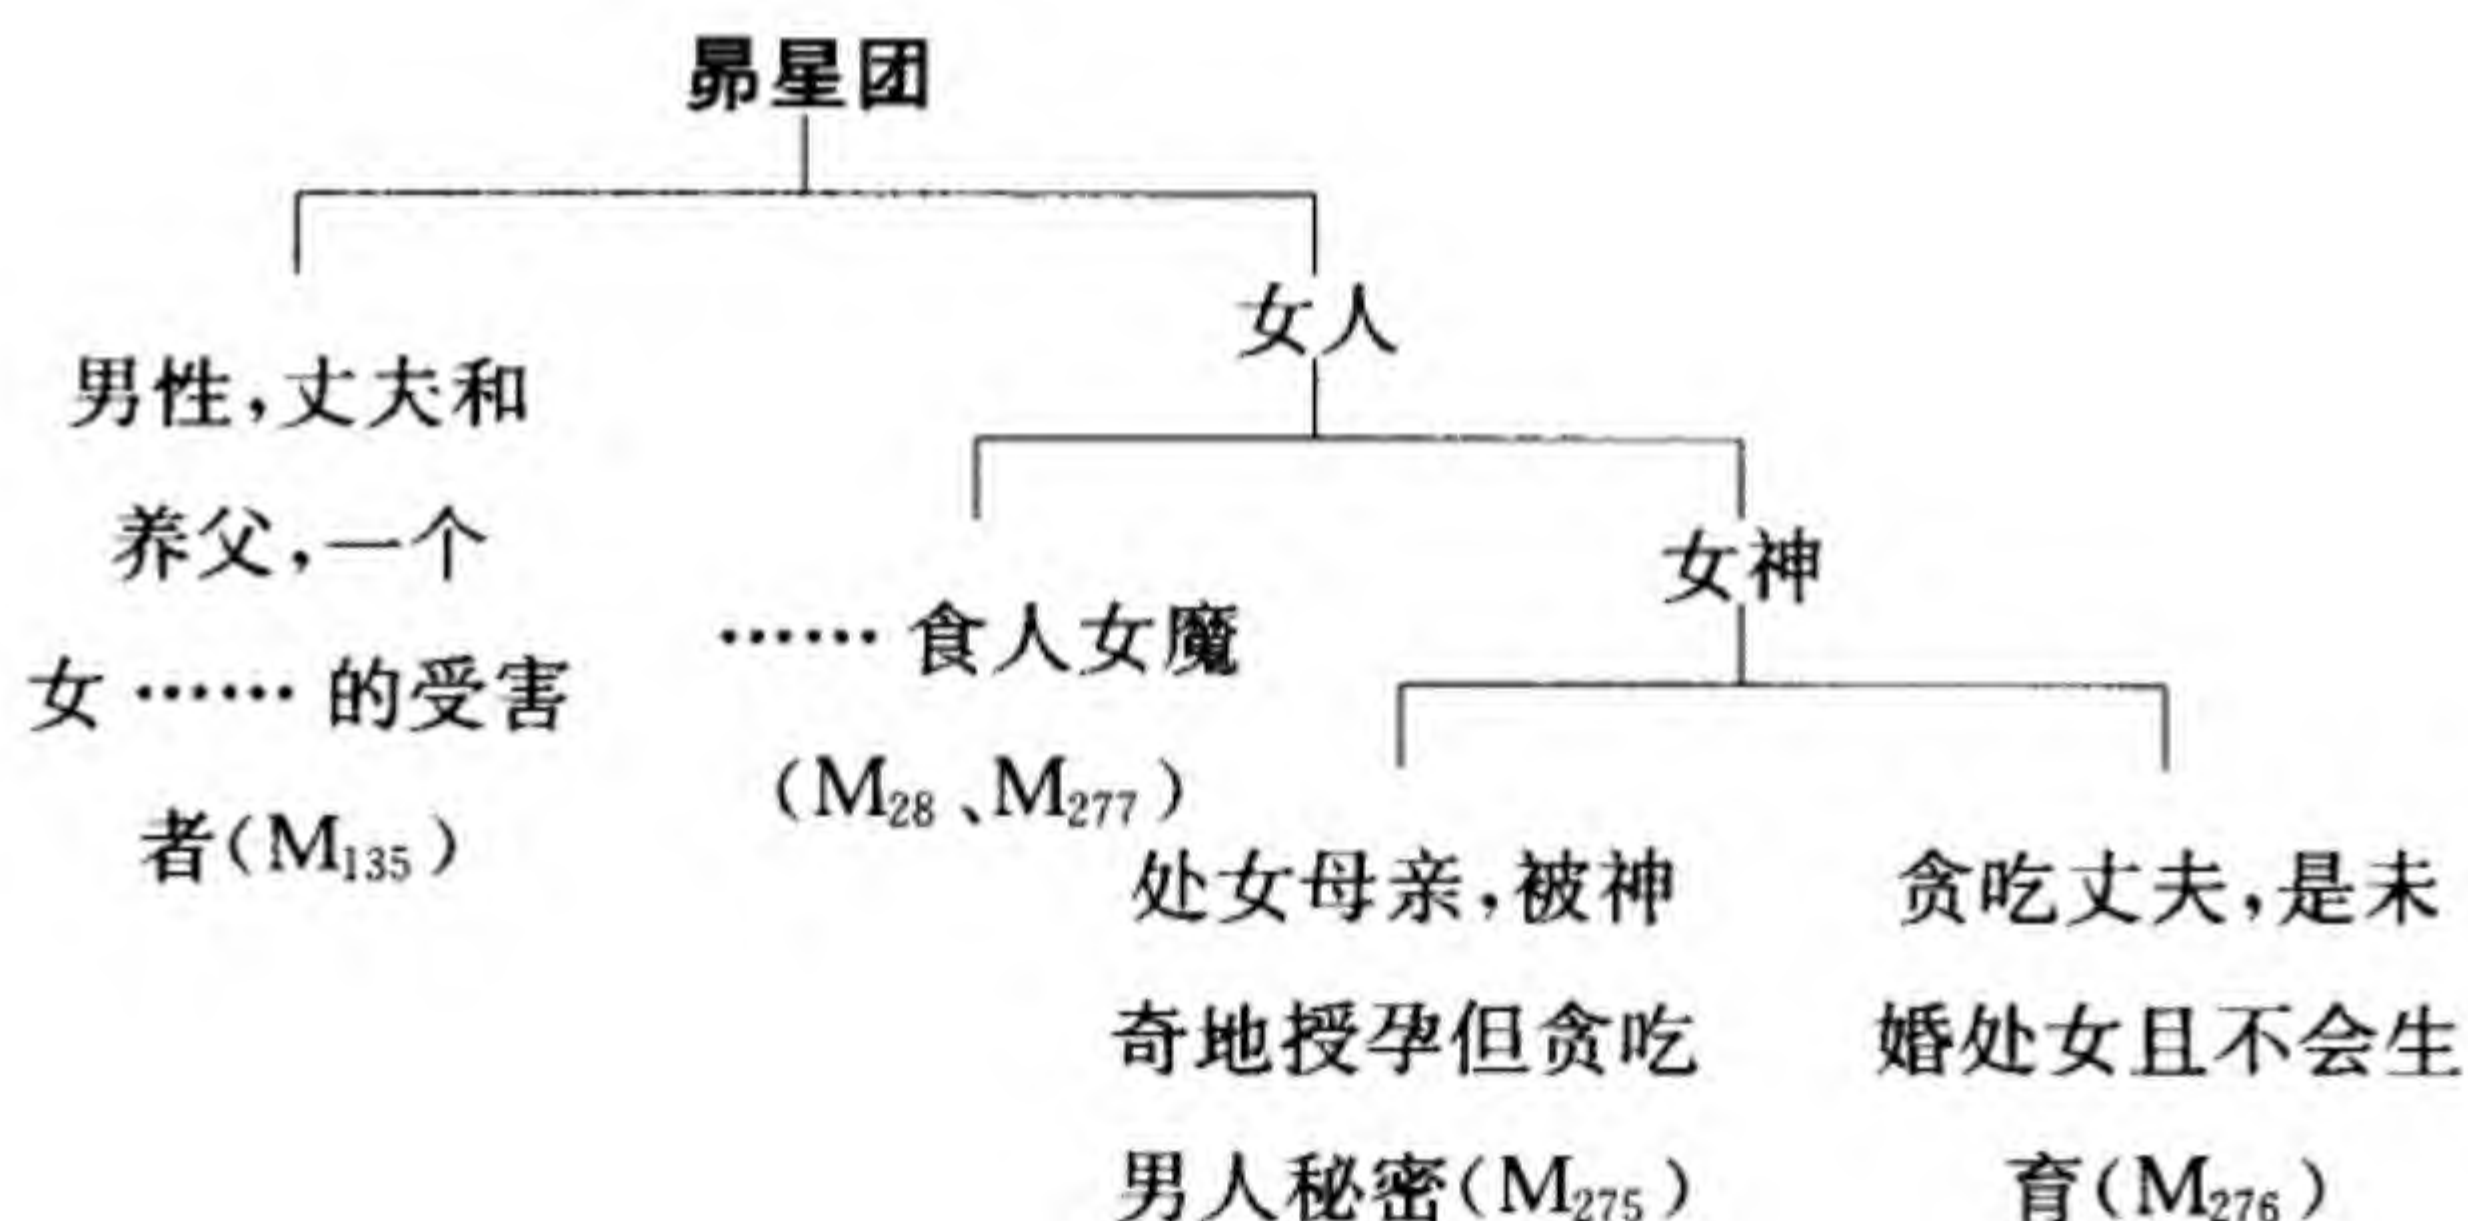 昴星团
女人
男性,丈夫和
养父,一个
女 …… 的受害
者(M₁₃₅)
…… 食人女魔
(M₂₈、M₂₇₇)
女神
处女母亲,被神
奇地授孕但贪吃
男人秘密(M₂₇₅)
贪吃丈夫,是未
婚处女且不会生
育(M₂₇₆)